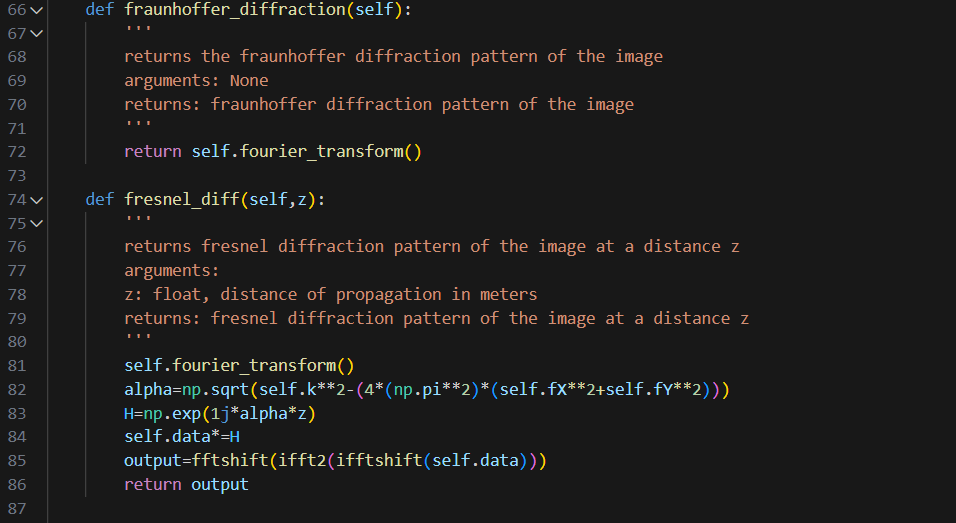 66 def fraunhoffer_diffraction(self):
67 '''
68 returns the fraunhoffer diffraction pattern of the image
69 arguments: None
70 returns: fraunhoffer diffraction pattern of the image
71 '''
72 return self.fourier_transform()
73
74 def fresnel_diff(self,z):
75 '''
76 returns fresnel diffraction pattern of the image at a distance z
77 arguments:
78 z: float, distance of propagation in meters
79 returns: fresnel diffraction pattern of the image at a distance z
80 '''
81 self.fourier_transform()
82 alpha=np.sqrt(self.k**2-(4*(np.pi**2)*(self.fX**2+self.fY**2)))
83 H=np.exp(1j*alpha*z)
84 self.data*=H
85 output=fftshift(ifft2(ifftshift(self.data)))
86 return output
87